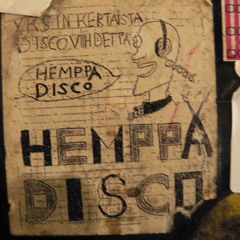 YKSINKERTAISTA
DISCOVIIHDETTÄ
HEMPPA
DISCO
HEMPPA
DISCO